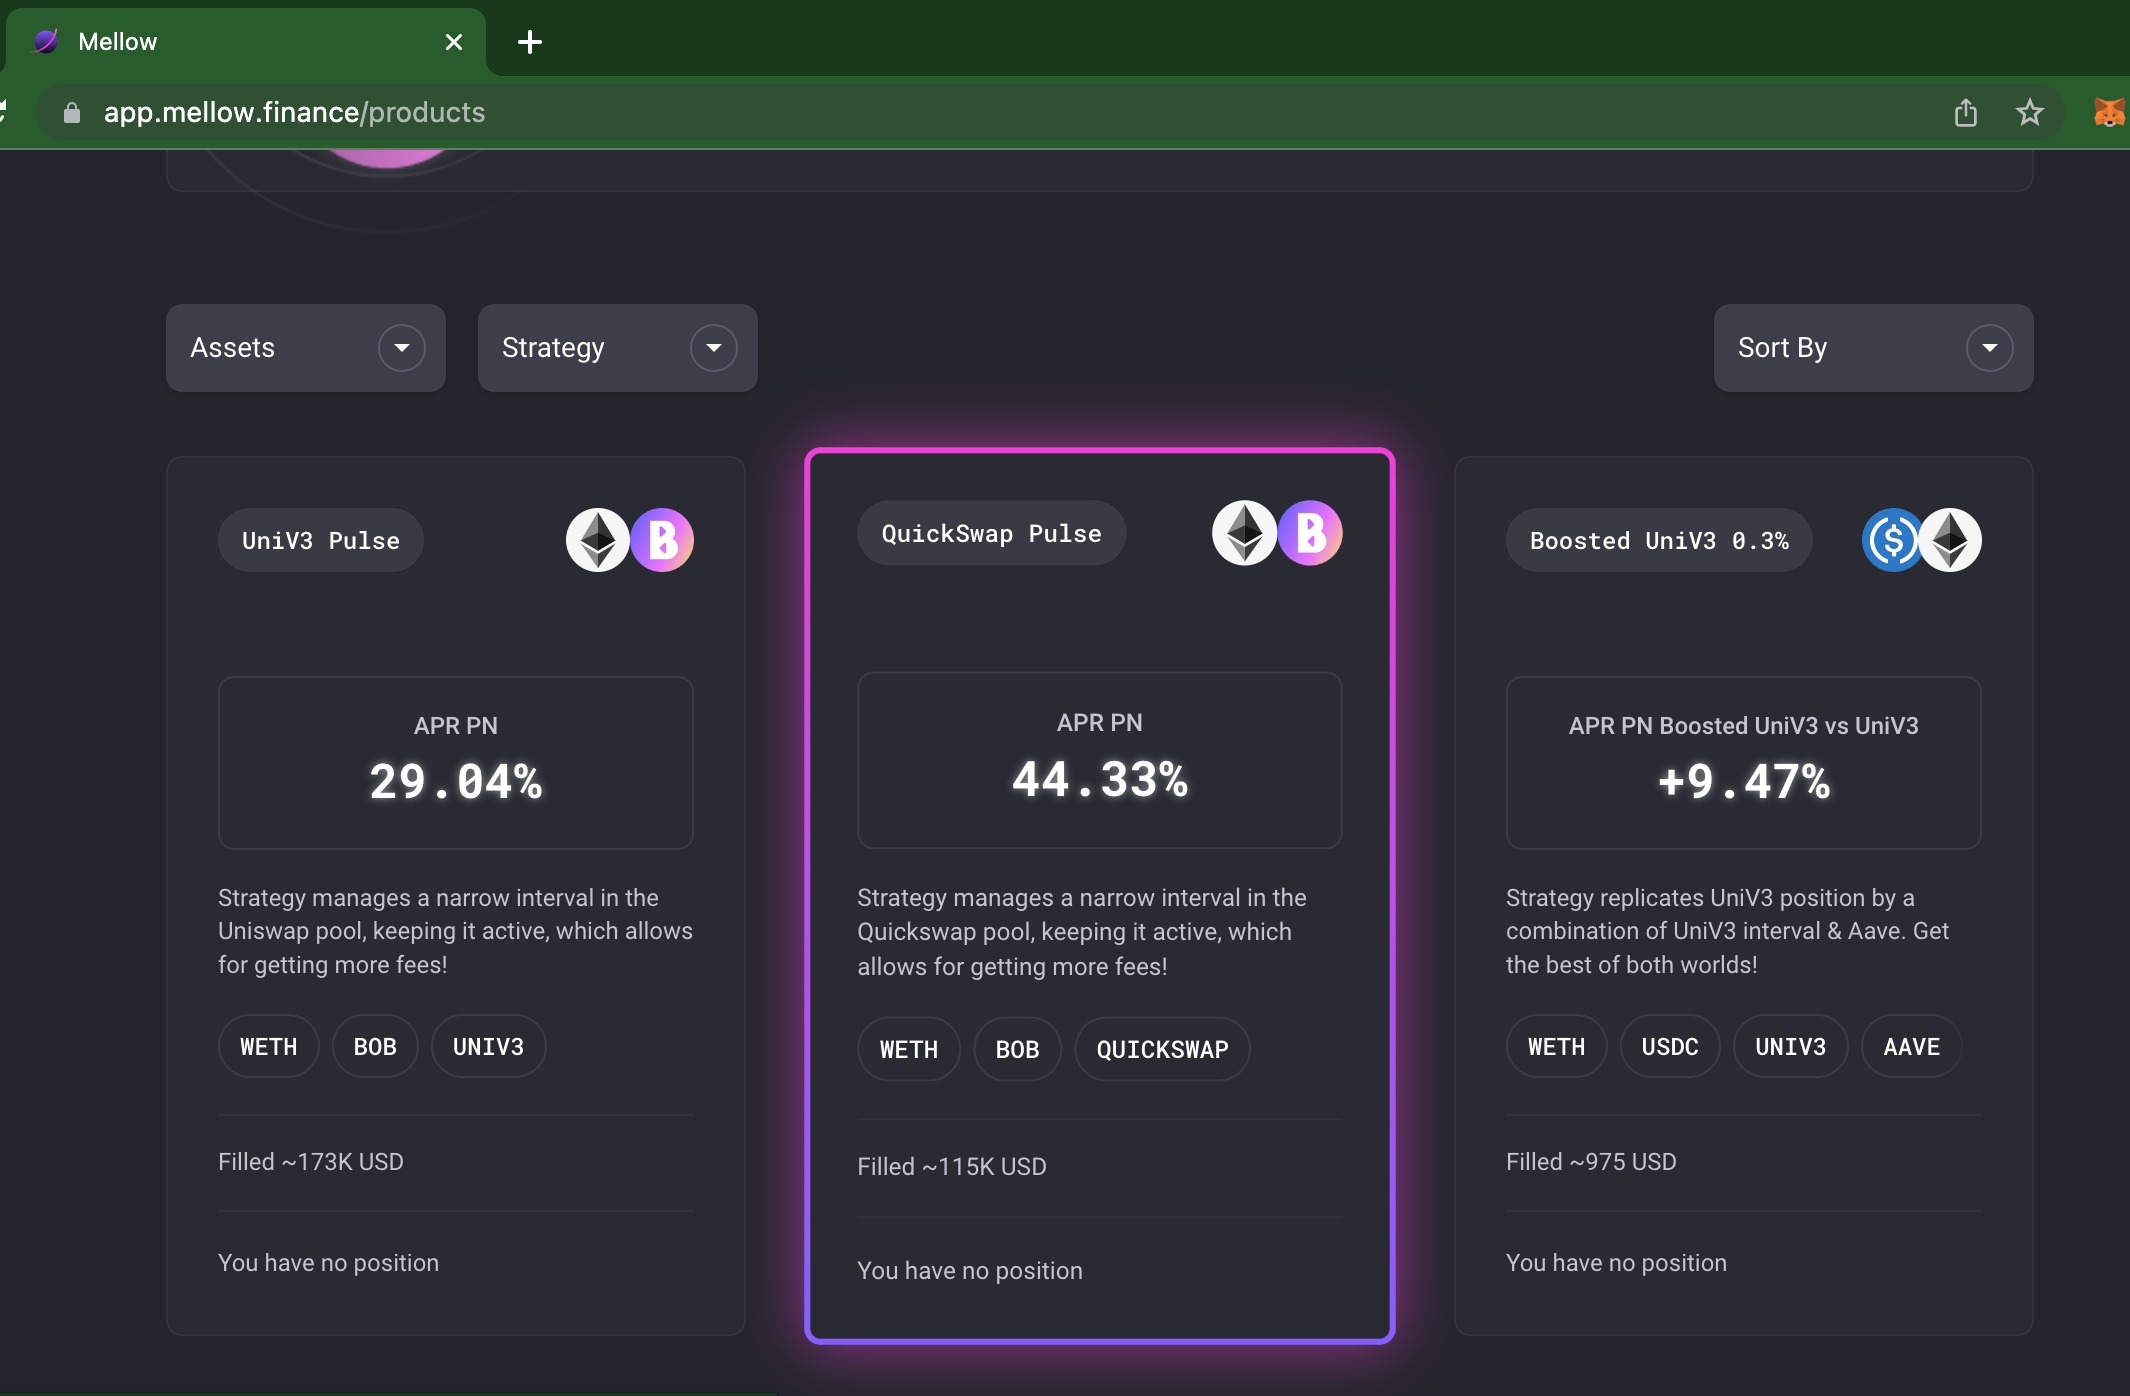 Mellow
app.mellow.finance/products
Assets
Strategy
Sort By
UniV3 Pulse
APR PN
29.04%
Strategy manages a narrow interval in the
Uniswap pool, keeping it active, which allows
for getting more fees!
WETH BOB UNIV3
Filled ~173K USD
You have no position
QuickSwap Pulse
APR PN
44.33%
Strategy manages a narrow interval in the
Quickswap pool, keeping it active, which
allows for getting more fees!
WETH BOB QUICKSWAP
Filled ~115K USD
You have no position
Boosted UniV3 0.3%
APR PN Boosted UniV3 vs UniV3
+9.47%
Strategy replicates UniV3 position by a
combination of UniV3 interval & Aave. Get
the best of both worlds!
WETH USDC UNIV3 AAVE
Filled ~975 USD
You have no position